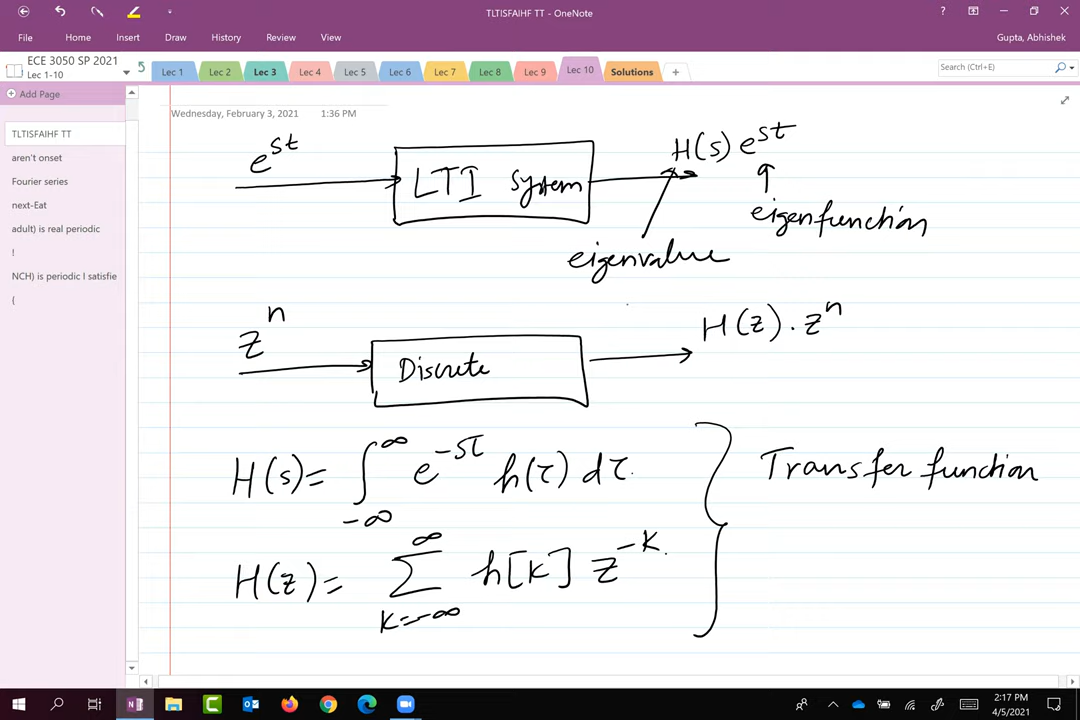 TLTISFAIHF TT - OneNote
File Home Insert Draw History Review View
Gupta, Abhishek
ECE 3050 SP 2021
Lec 1-10
Lec 1 Lec 2 Lec 3 Lec 4 Lec 5 Lec 6 Lec 7 Lec 8 Lec 9 Lec 10 Solutions
Search (Ctrl+E)
Add Page
TLTISFAIHF TT
aren't onset
Fourier series
next-Eat
adult) is real periodic
!
NCH) is periodic I satisfie
{
Wednesday, February 3, 2021 1:36 PM
e^{st}
LTI system
H(s) e^{st}
eigenfunction
eigenvalue
z^n
Discrete
H(z) . z^n
H(s) = ∫_{-∞}^{∞} e^{-sτ} h(τ) dτ.
H(z) = ∑_{k=-∞}^{∞} h[k] z^{-k}.
Transfer function
2:17 PM
4/5/2021